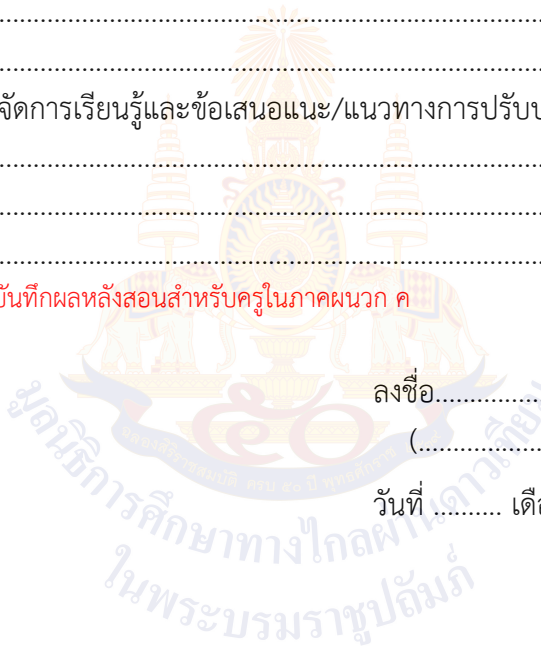 ................................................................................
................................................................................
จัดการเรียนรู้และข้อเสนอแนะ/แนวทางการปรับ
................................................................................
................................................................................
................................................................................
บันทึกผลหลังสอนสำหรับครูในภาคผนวก ค
ลงชื่อ...............
(..................
วันที่ .......... เดื
มูลนิธิการศึกษาทางไกลผ่านดาวเทียม
ในพระบรมราชูปถัมภ์